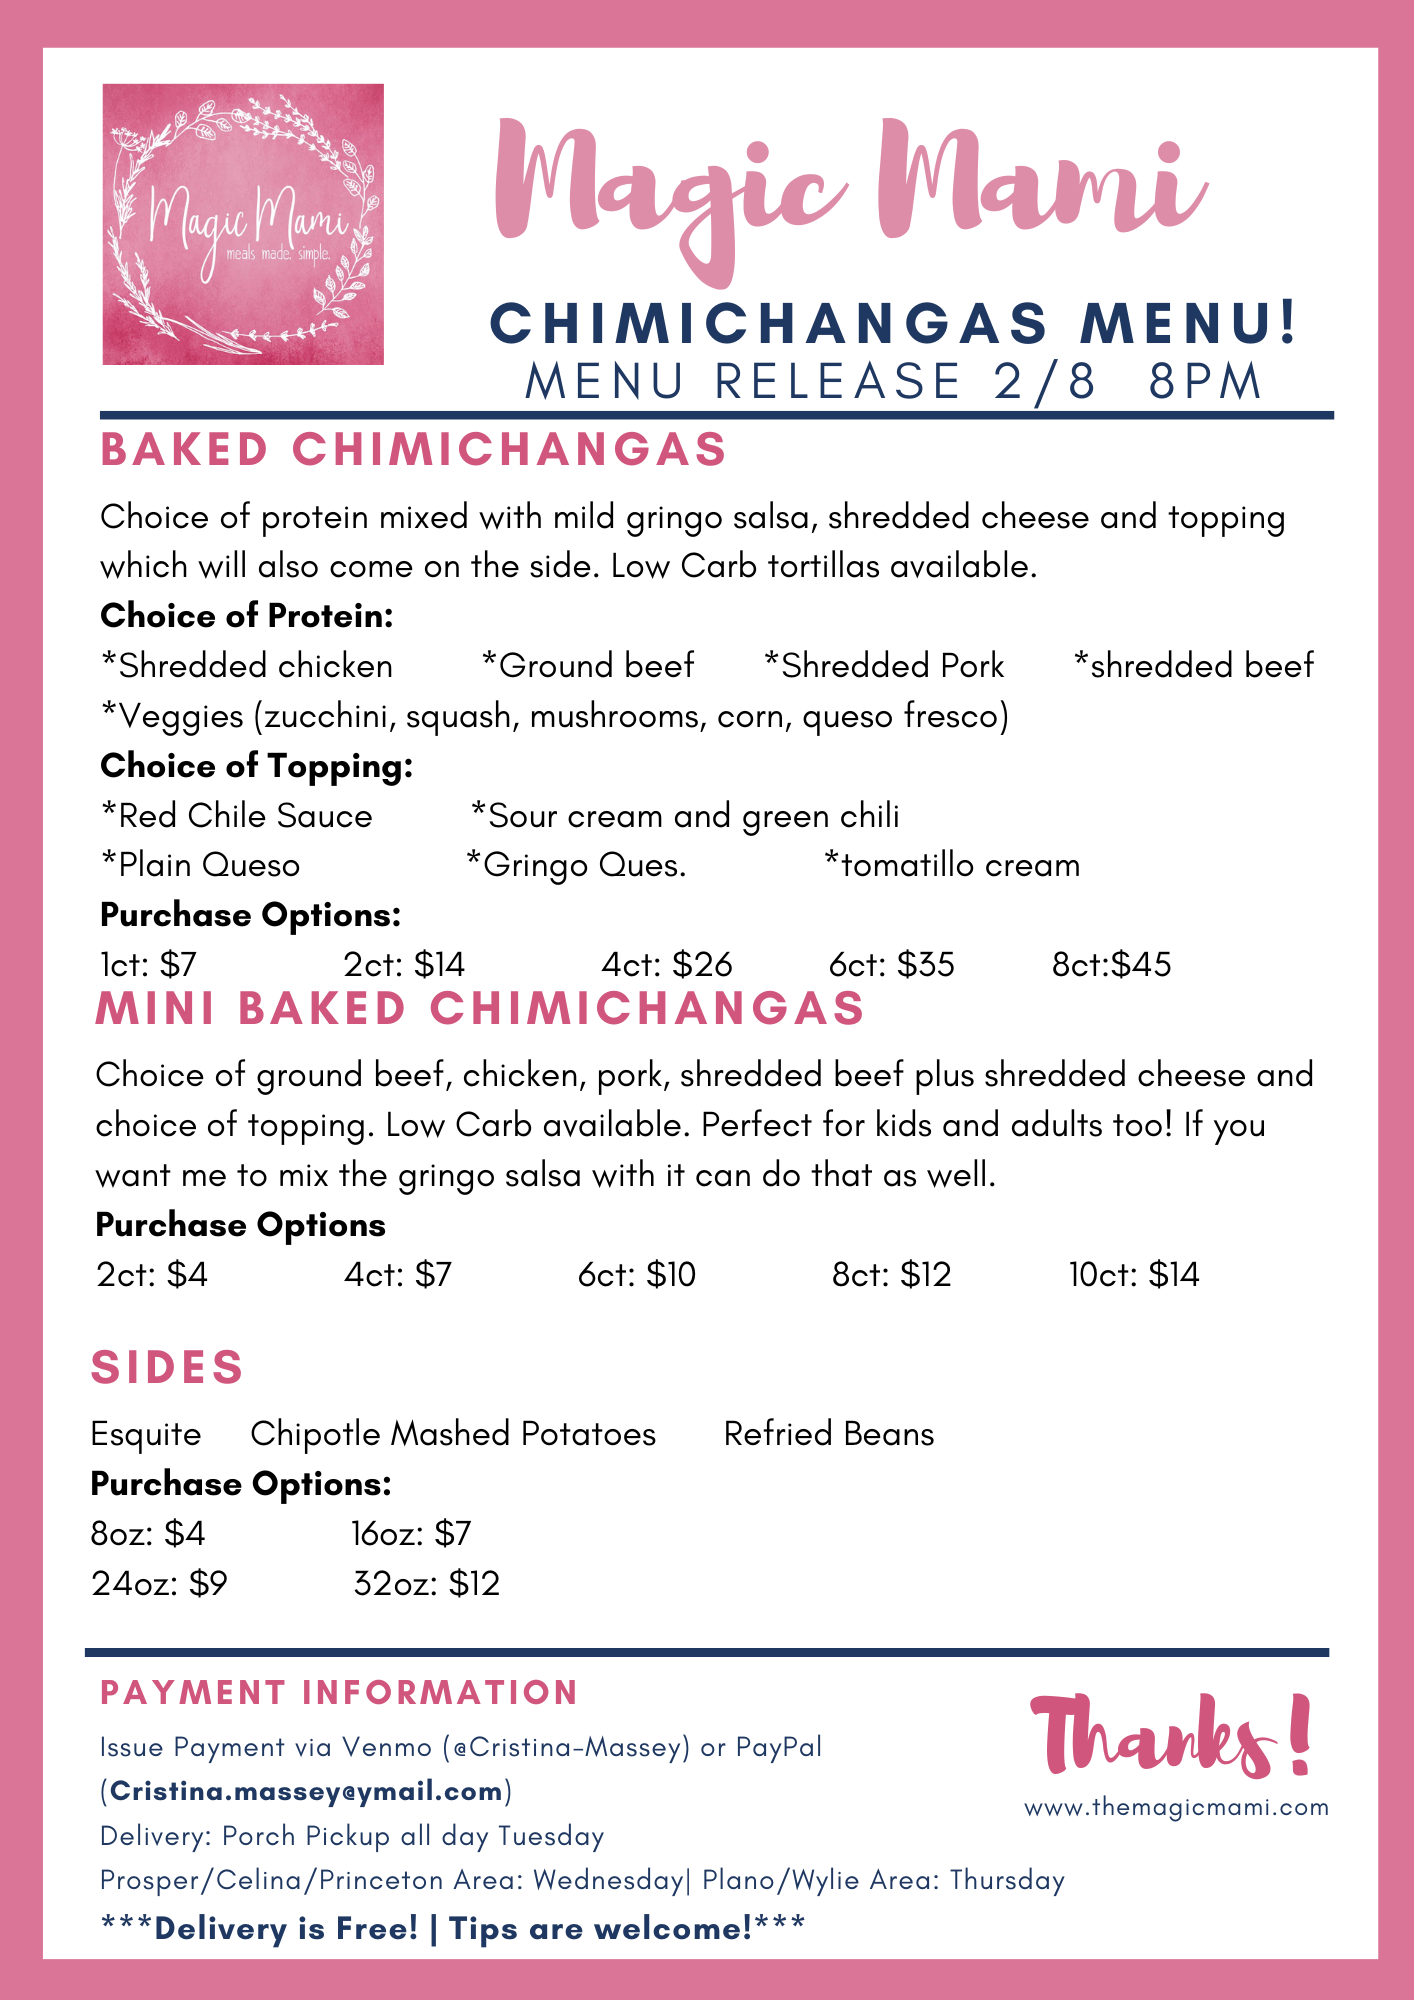 Magic Mami
meals made. simple.
Magic Mami
CHIMICHANGAS MENU!
MENU RELEASE 2/8 8PM
BAKED CHIMICHANGAS
Choice of protein mixed with mild gringo salsa, shredded cheese and topping
which will also come on the side. Low Carb tortillas available.
Choice of Protein:
*Shredded chicken *Ground beef *Shredded Pork *shredded beef
*Veggies (zucchini, squash, mushrooms, corn, queso fresco)
Choice of Topping:
*Red Chile Sauce *Sour cream and green chili
*Plain Queso *Gringo Ques. *tomatillo cream
Purchase Options:
1ct: $7 2ct: $14 4ct: $26 6ct: $35 8ct:$45
MINI BAKED CHIMICHANGAS
Choice of ground beef, chicken, pork, shredded beef plus shredded cheese and
choice of topping. Low Carb available. Perfect for kids and adults too! If you
want me to mix the gringo salsa with it can do that as well.
Purchase Options
2ct: $4 4ct: $7 6ct: $10 8ct: $12 10ct: $14
SIDES
Esquite Chipotle Mashed Potatoes Refried Beans
Purchase Options:
8oz: $4 16oz: $7
24oz: $9 32oz: $12
PAYMENT INFORMATION
Issue Payment via Venmo (@Cristina-Massey) or PayPal
(Cristina.massey@ymail.com)
Delivery: Porch Pickup all day Tuesday
Prosper/Celina/Princeton Area: Wednesday| Plano/Wylie Area: Thursday
***Delivery is Free! | Tips are welcome!***
Thanks!
www.themagicmami.com